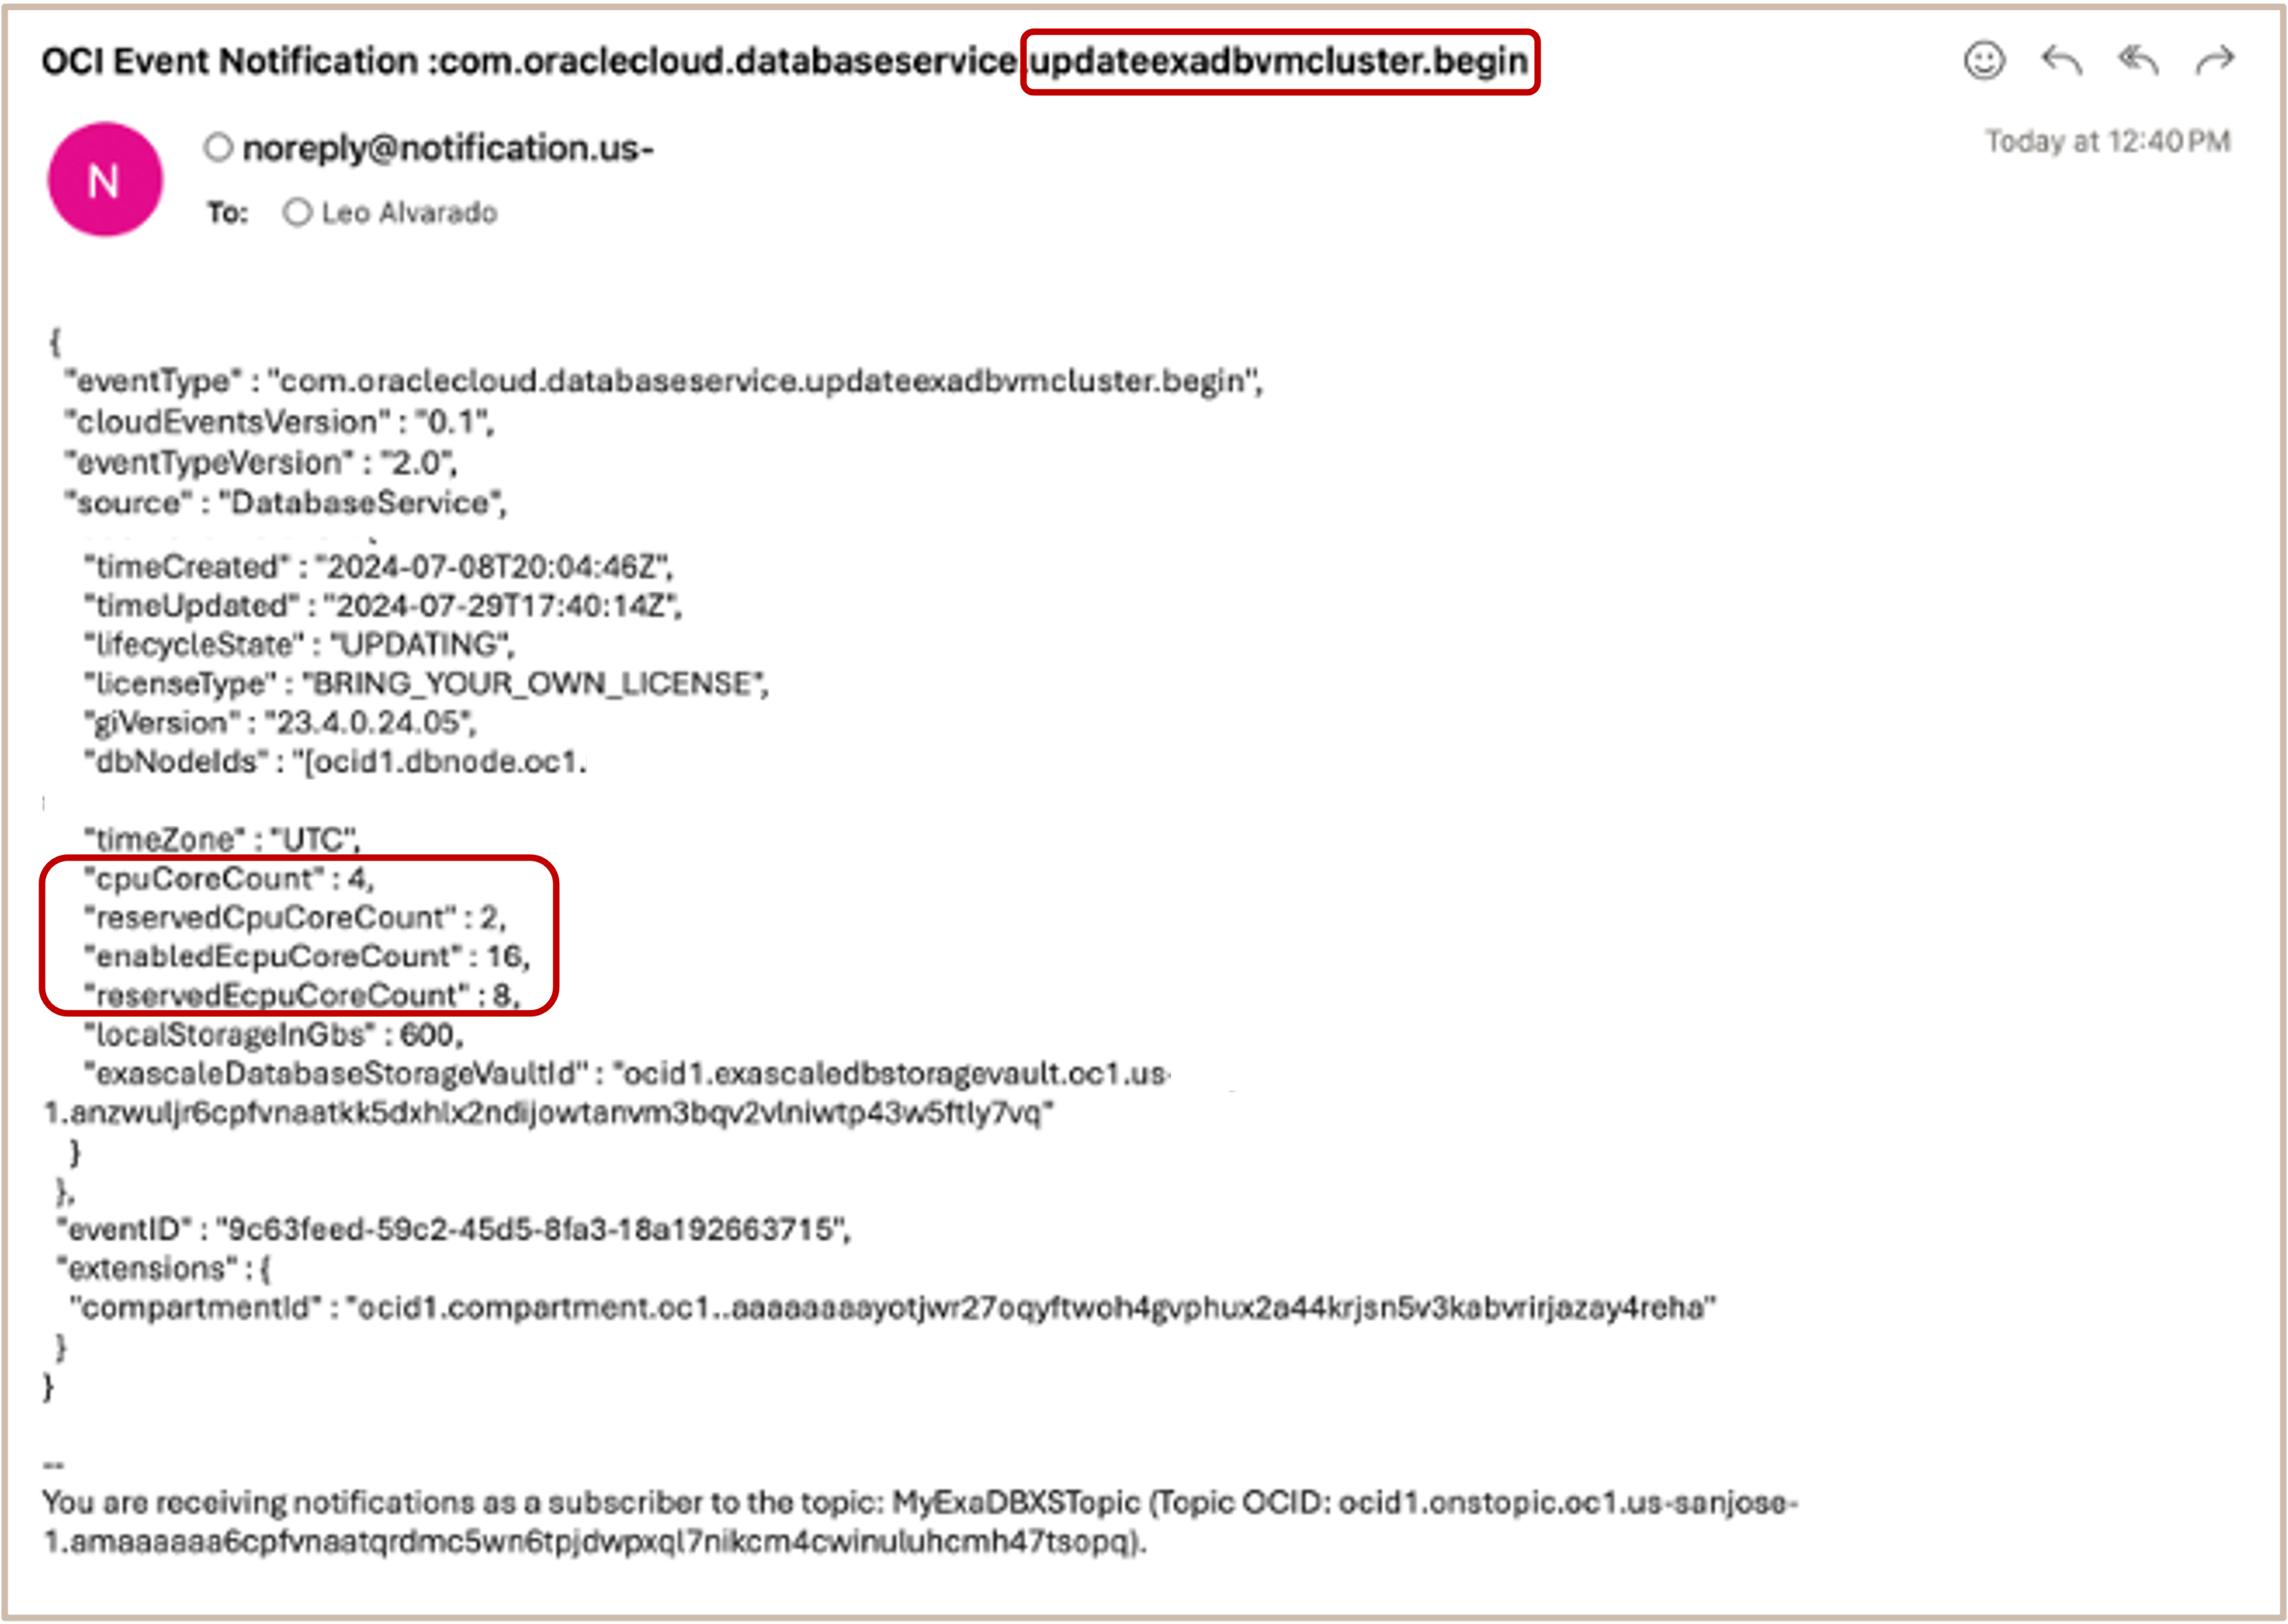 OCI Event Notification :com.oraclecloud.databaseservice.updateexadbvmcluster.begin
N
noreply@notification.us-
Today at 12:40 PM
To: Leo Alvarado
{
"eventType" : "com.oraclecloud.databaseservice.updateexadbvmcluster.begin",
"cloudEventsVersion" : "0.1",
"eventTypeVersion" : "2.0",
"source" : "DatabaseService",
"timeCreated" : "2024-07-08T20:04:46Z",
"timeUpdated" : "2024-07-29T17:40:14Z",
"lifecycleState" : "UPDATING",
"licenseType" : "BRING_YOUR_OWN_LICENSE",
"giVersion" : "23.4.0.24.05",
"dbNodeIds" : "[ocid1.dbnode.oc1.
"timeZone" : "UTC",
"cpuCoreCount" : 4,
"reservedCpuCoreCount" : 2,
"enabledEcpuCoreCount" : 16,
"reservedEcpuCoreCount" : 8,
"localStorageInGbs" : 600,
"exascaleDatabaseStorageVaultId" : "ocid1.exascaledbstoragevault.oc1.us-
1.anzwuljr6cpfvnaatkk5dxhlx2ndijowtanvm3bqv2vlniwtp43w5ftly7vq"
}
},
"eventID" : "9c63feed-59c2-45d5-8fa3-18a192663715",
"extensions" : {
"compartmentId" : "ocid1.compartment.oc1..aaaaaaaayotjwr27oqyftwoh4gvphux2a44krjsn5v3kabvrirjazay4reha"
}
}
--
You are receiving notifications as a subscriber to the topic: MyExaDBXSTopic (Topic OCID: ocid1.onstopic.oc1.us-sanjose-
1.amaaaaaa6cpfvnaatqrdmc5wn6tpjdwpxql7nikcm4cwinuluhcmh47tsopq).